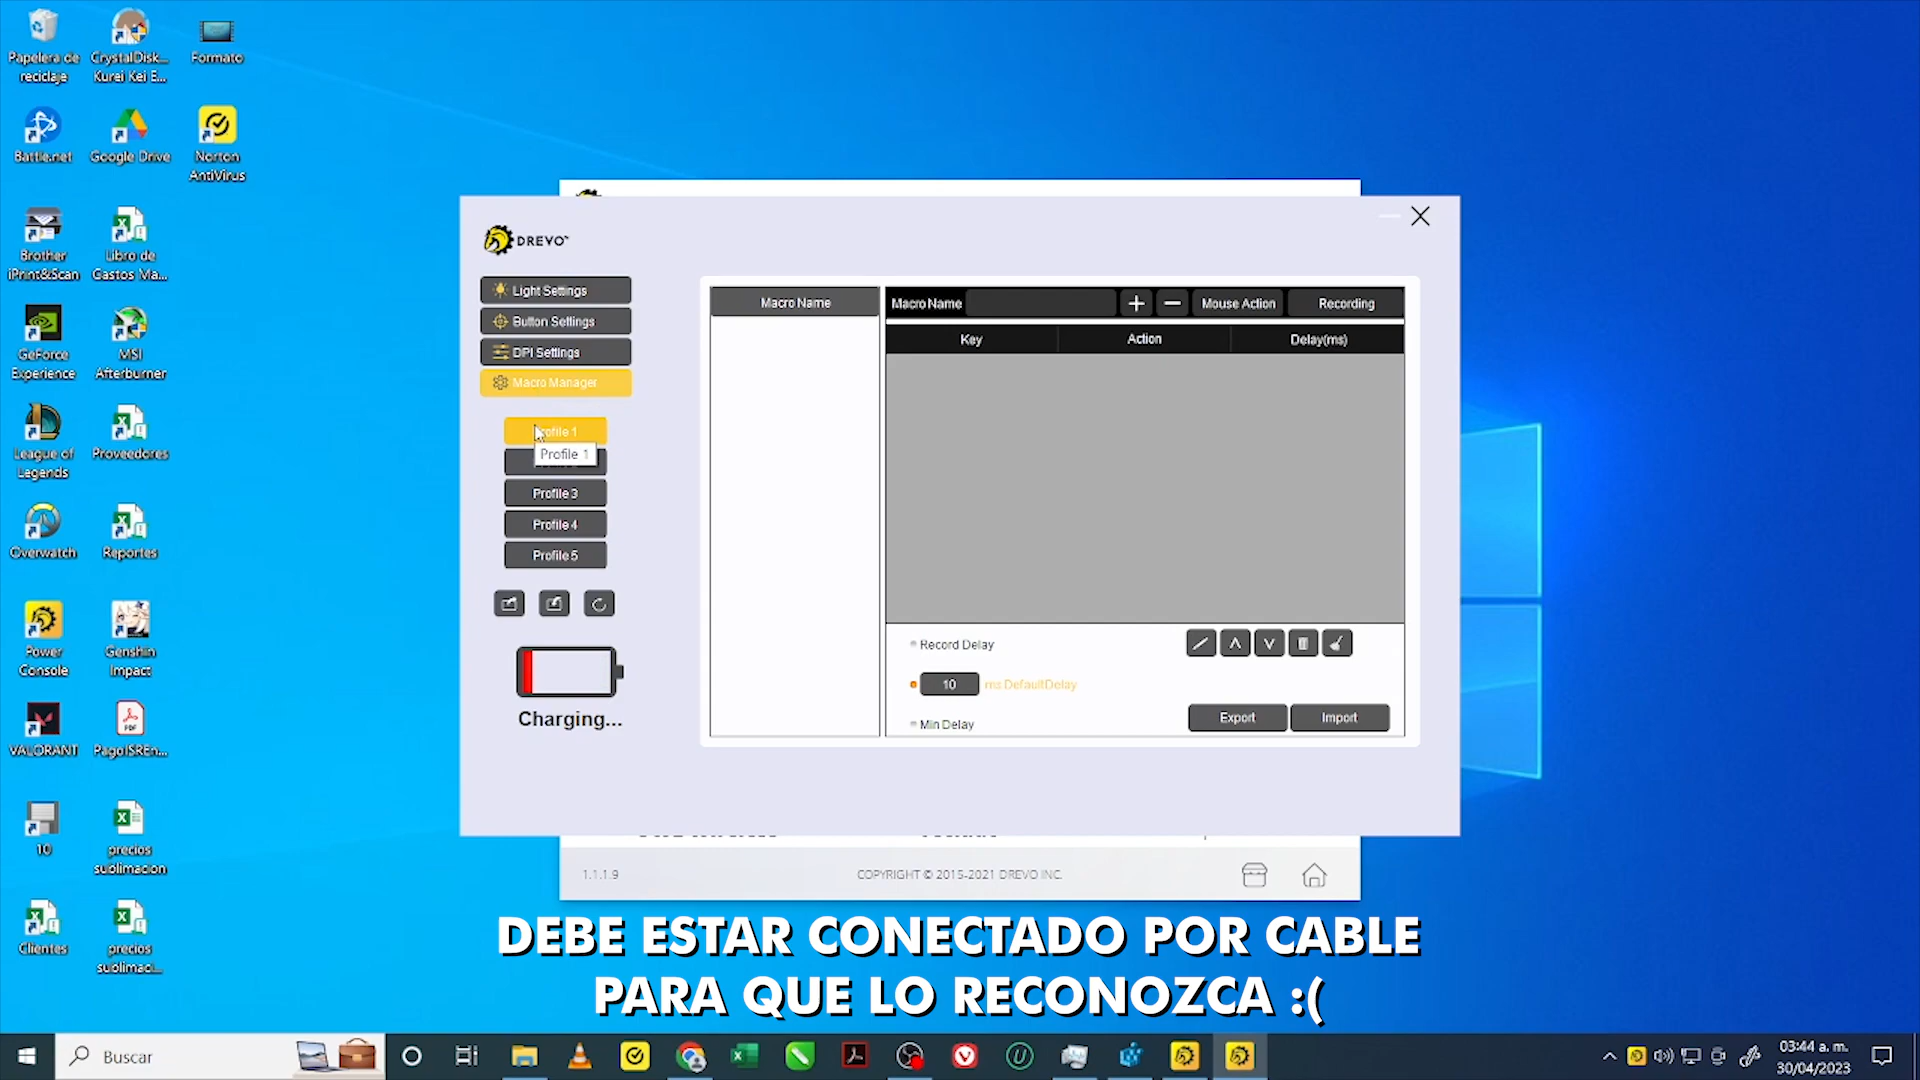 Papelera de
reciclaje
CrystalDisk...
Kurei Kei E...
Formato
Battle.net
Google Drive
Norton
AntiVirus
Brother
iPrint&Scan
Libro de
Gastos Ma...
GeForce
Experience
MSI
Afterburner
League of
Legends
Proveedores
Overwatch
Reportes
Power
Console
Genshin
Impact
VALORANT
PagoISREn...
10
precios
sublimacion
Clientes
precios
sublimaci...
DREVO™
Light Settings
Button Settings
DPI Settings
Macro Manager
Profile 1
Profile 1
Profile 3
Profile 4
Profile 5
Charging...
Macro Name
Macro Name
Mouse Action
Recording
Key
Action
Delay(ms)
Record Delay
10
ms DefaultDelay
Min Delay
Export
Import
1.1.1.9
COPYRIGHT © 2015-2021 DREVO INC.
DEBE ESTAR CONECTADO POR CABLE
PARA QUE LO RECONOZCA :(
Buscar
03:44 a. m.
30/04/2023